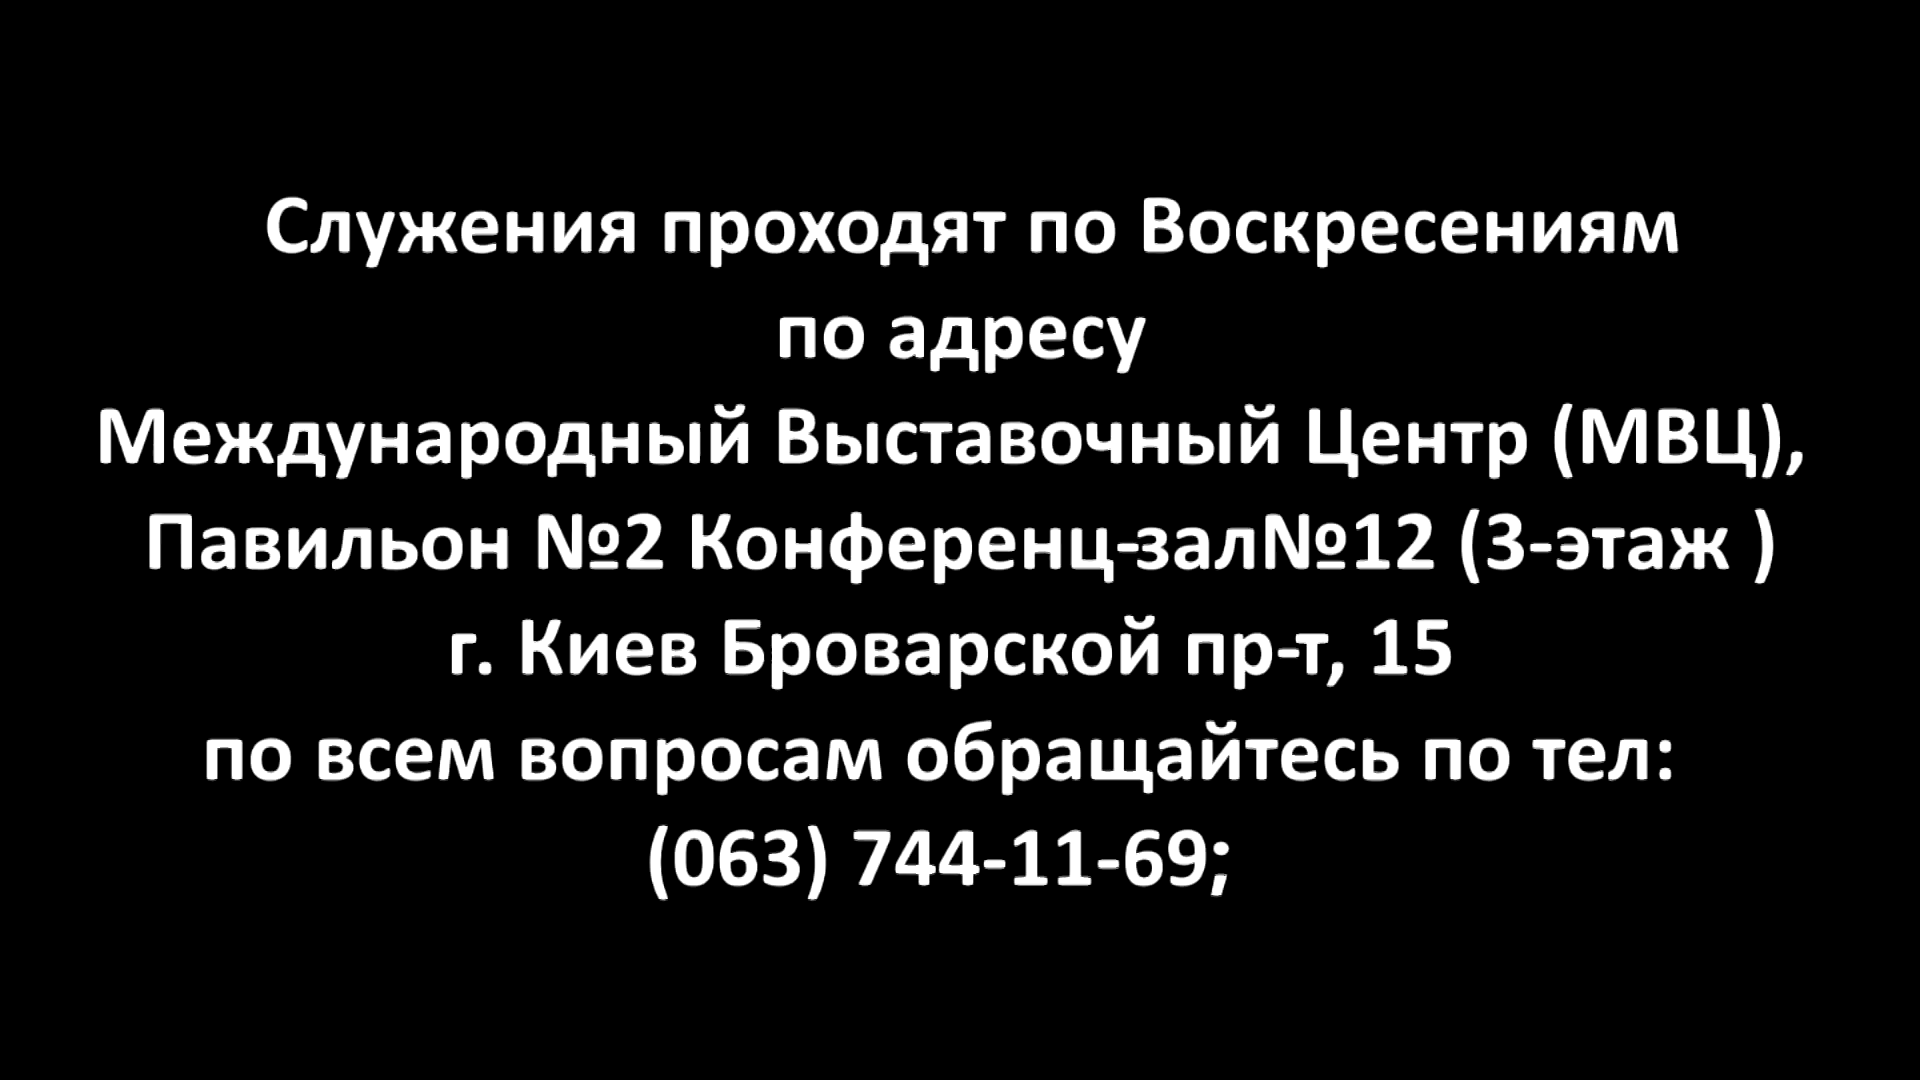 Служения проходят по Воскресениям
по адресу
Международный Выставочный Центр (МВЦ),
Павильон №2 Конференц-зал№12 (3-этаж )
г. Киев Броварской пр-т, 15
по всем вопросам обращайтесь по тел:
(063) 744-11-69;